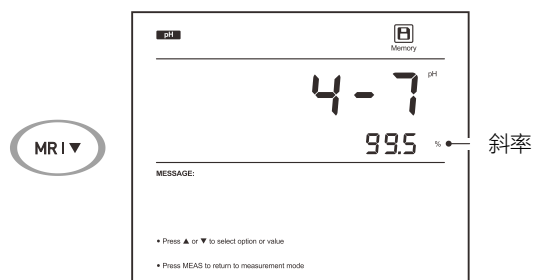 pH
Memory
4-7 pH
99.5 %
斜率
MR I ▼
MESSAGE:
• Press ▲ or ▼ to select option or value
• Press MEAS to return to measurement mode